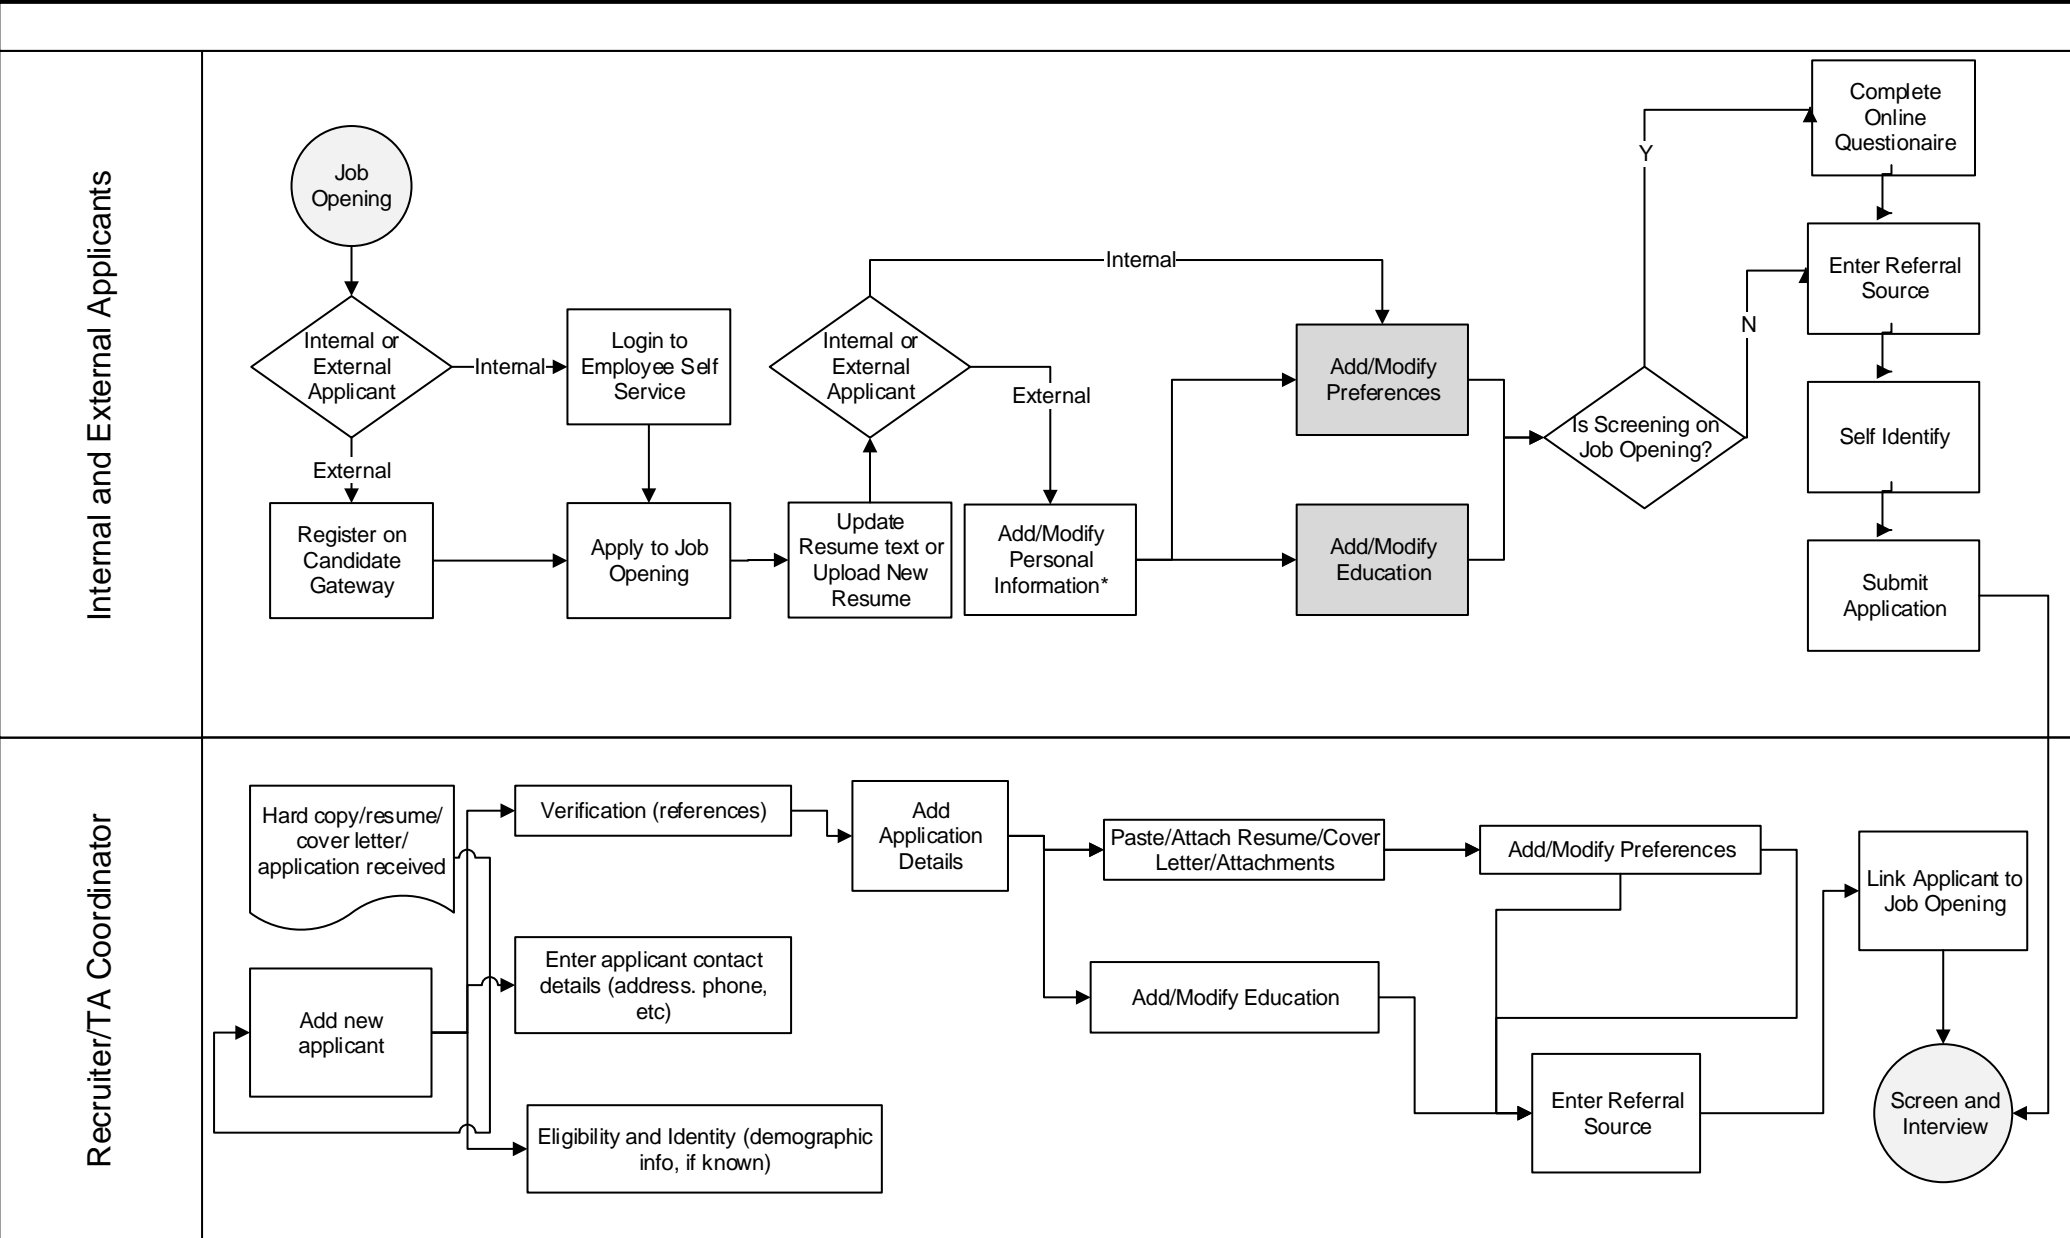 Internal and External Applicants
Job
Opening
Internal or
External
Applicant
Internal
External
Login to
Employee Self
Service
Register on
Candidate
Gateway
Apply to Job
Opening
Update
Resume text or
Upload New
Resume
Internal or
External
Applicant
Internal
External
Add/Modify
Personal
Information*
Add/Modify
Preferences
Add/Modify
Education
Is Screening on
Job Opening?
Y
N
Complete
Online
Questionaire
Enter Referral
Source
Self Identify
Submit
Application
Recruiter/TA Coordinator
Hard copy/resume/
cover letter/
application received
Add new
applicant
Verification (references)
Enter applicant contact
details (address. phone,
etc)
Eligibility and Identity (demographic
info, if known)
Add
Application
Details
Paste/Attach Resume/Cover
Letter/Attachments
Add/Modify Education
Add/Modify Preferences
Enter Referral
Source
Link Applicant to
Job Opening
Screen and
Interview